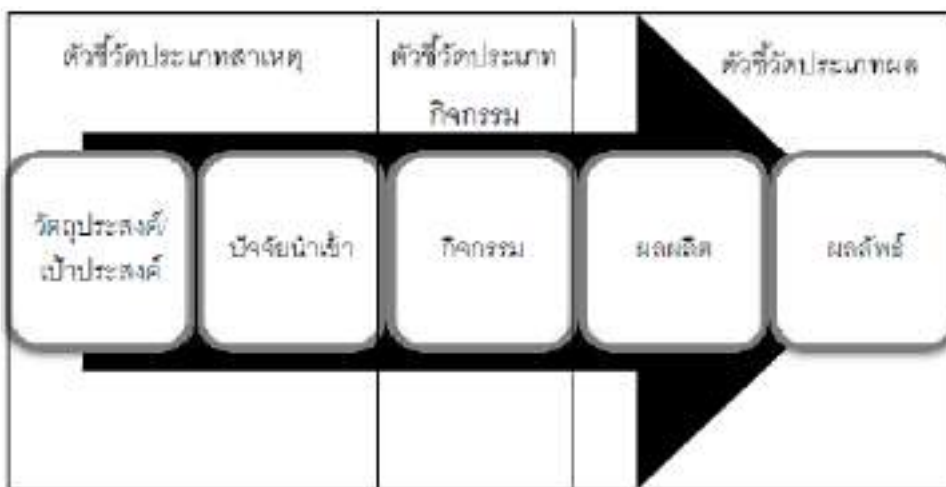 ตัวชี้วัดประเภทสาเหตุ
ตัวชี้วัดประเภท
กิจกรรม
ตัวชี้วัดประเภทผล
วัตถุประสงค์/
เป้าประสงค์
ปัจจัยนำเข้า
กิจกรรม
ผลผลิต
ผลลัพธ์